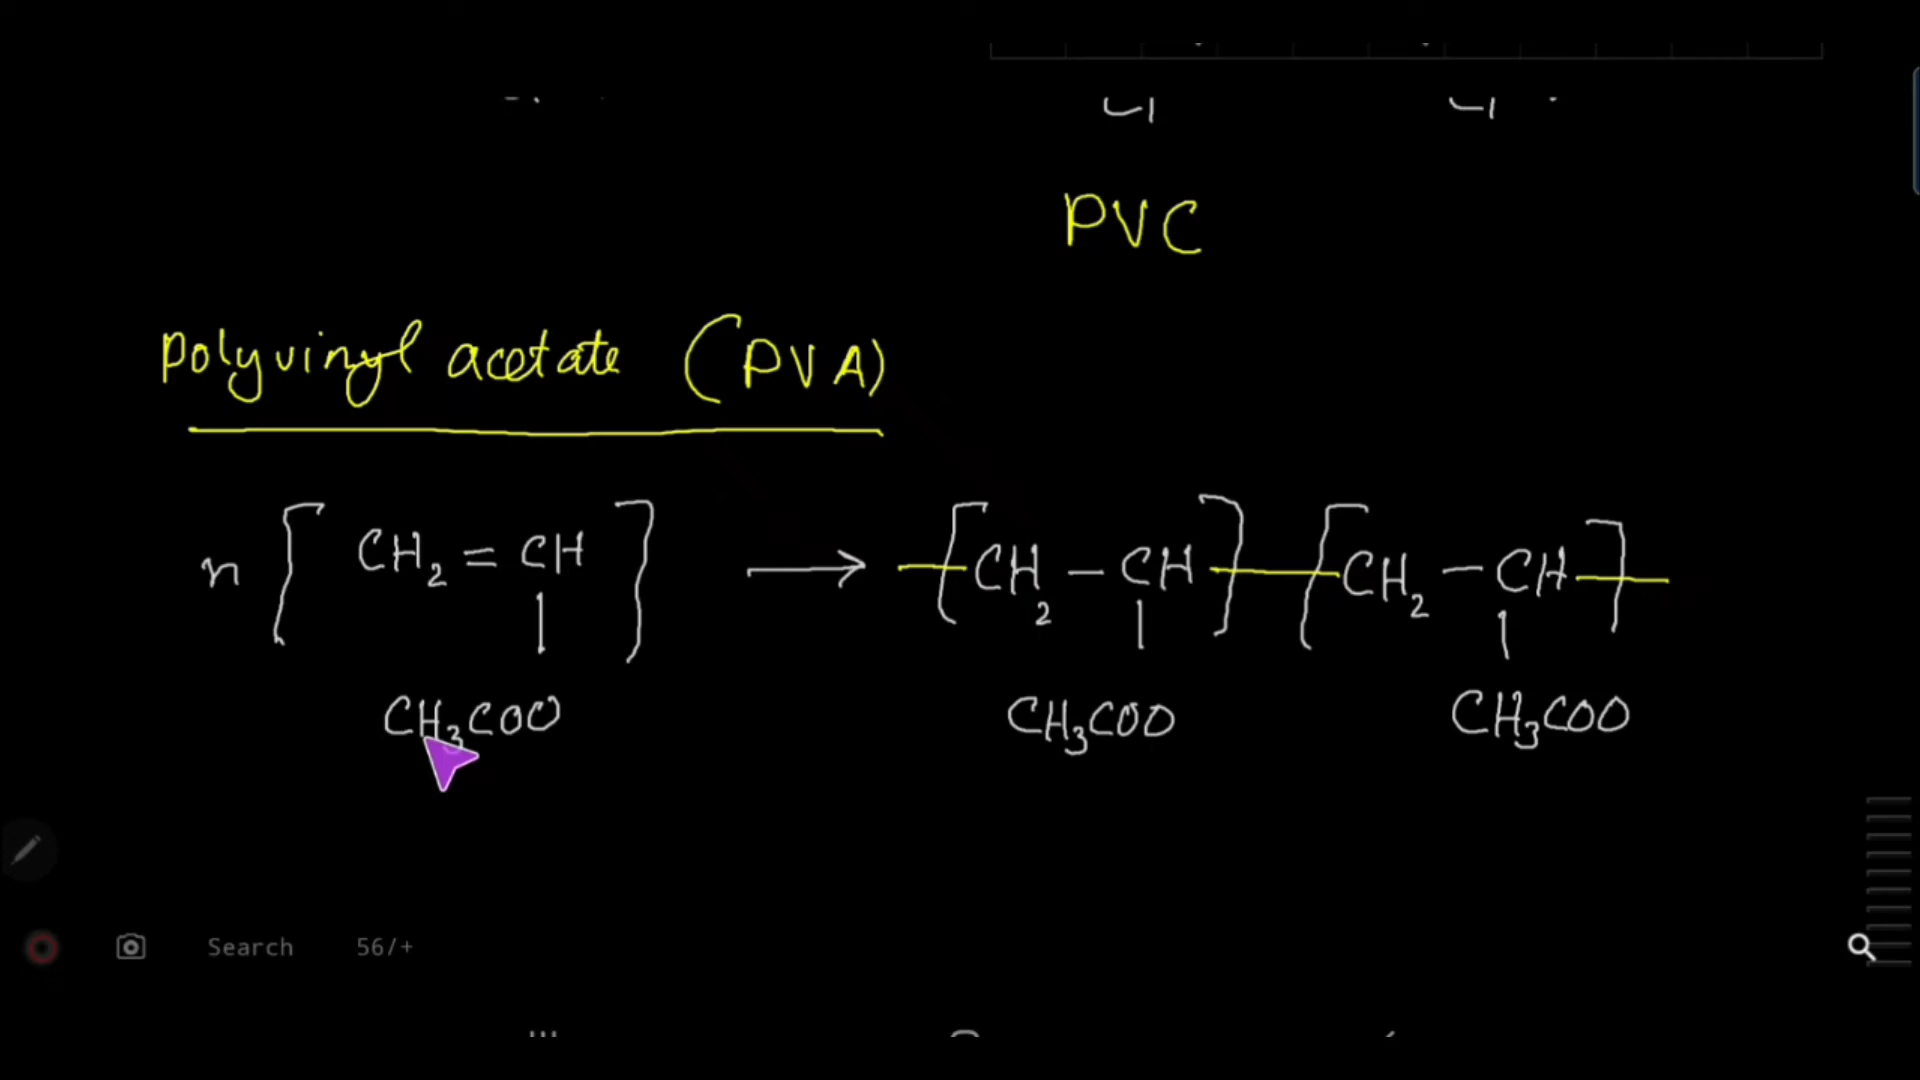 PVC
Polyvinyl acetate (PVA)
n [ CH2 = CH ] → -[CH2 - CH]-[CH2 - CH]-
CH3COO CH3COO CH3COO
Search 56/+